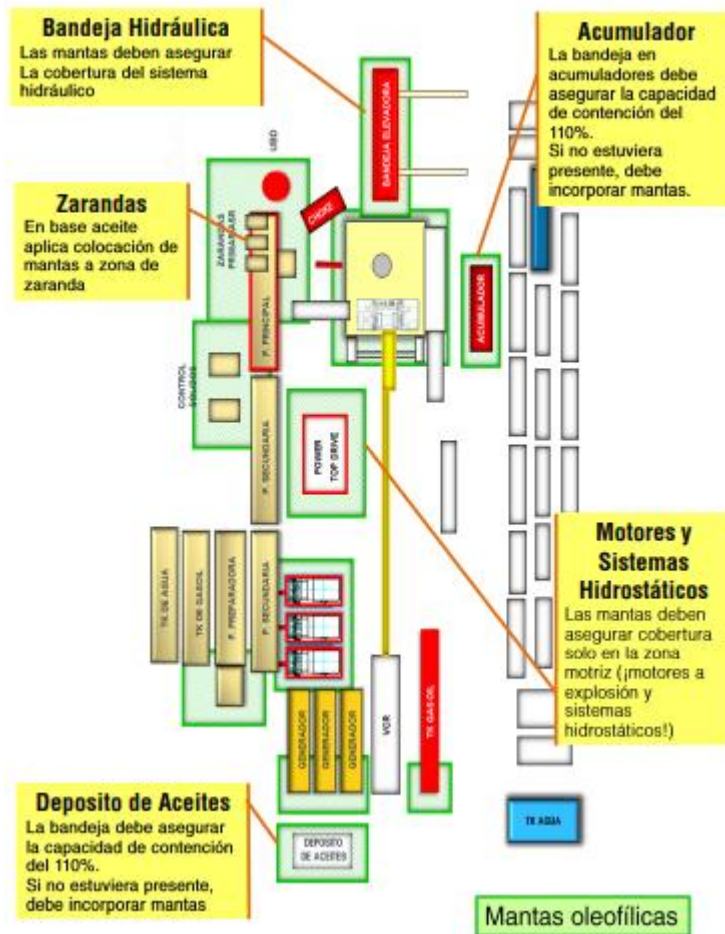 Bandeja Hidráulica
Las mantas deben asegurar
La cobertura del sistema
hidráulico
Acumulador
La bandeja en
acumuladores debe
asegurar la capacidad
de contención del
110%.
Si no estuviera
presente, debe
incorporar mantas.
BANDEJA ELEVADORA
CHOKE
Zarandas
En base aceite
aplica colocación de
mantas a zona de
zaranda
ZARANDAS
P. PRINCIPAL
ACUMULADOR
CONTROL
SOLIDOS
P. SECUNDARIA
POWER
TOP DRIVE
Motores y
Sistemas
Hidrostáticos
Las mantas deben
asegurar cobertura
solo en la zona
motriz (¡motores a
explosión y
sistemas
hidrostáticos!)
TK DE AGUA
TK DE GASOIL
P. PREPARADORA
P. SECUNDARIA
GENERADOR
GENERADOR
GENERADOR
VCR
TK GASOIL
TK AGUA
Deposito de Aceites
La bandeja debe asegurar
la capacidad de contención
del 110%.
Si no estuviera presente,
debe incorporar mantas
DEPOSITO
DE ACEITES
Mantas oleofílicas